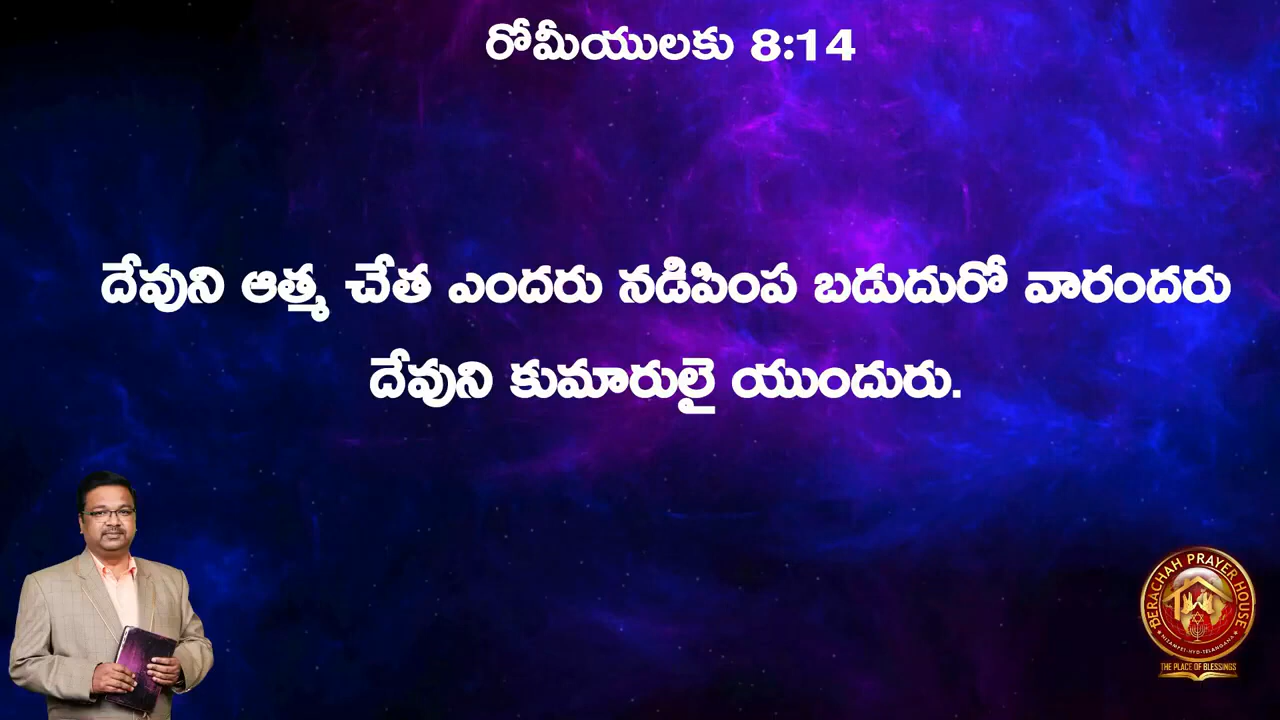 రోమీయులకు 8:14
దేవుని ఆత్మ చేత ఎందరు నడిపింప బడుదురో వారందరు
దేవుని కుమారులై యుందురు.
BERACHAH PRAYER HOUSE
THE PLACE OF BLESSINGS